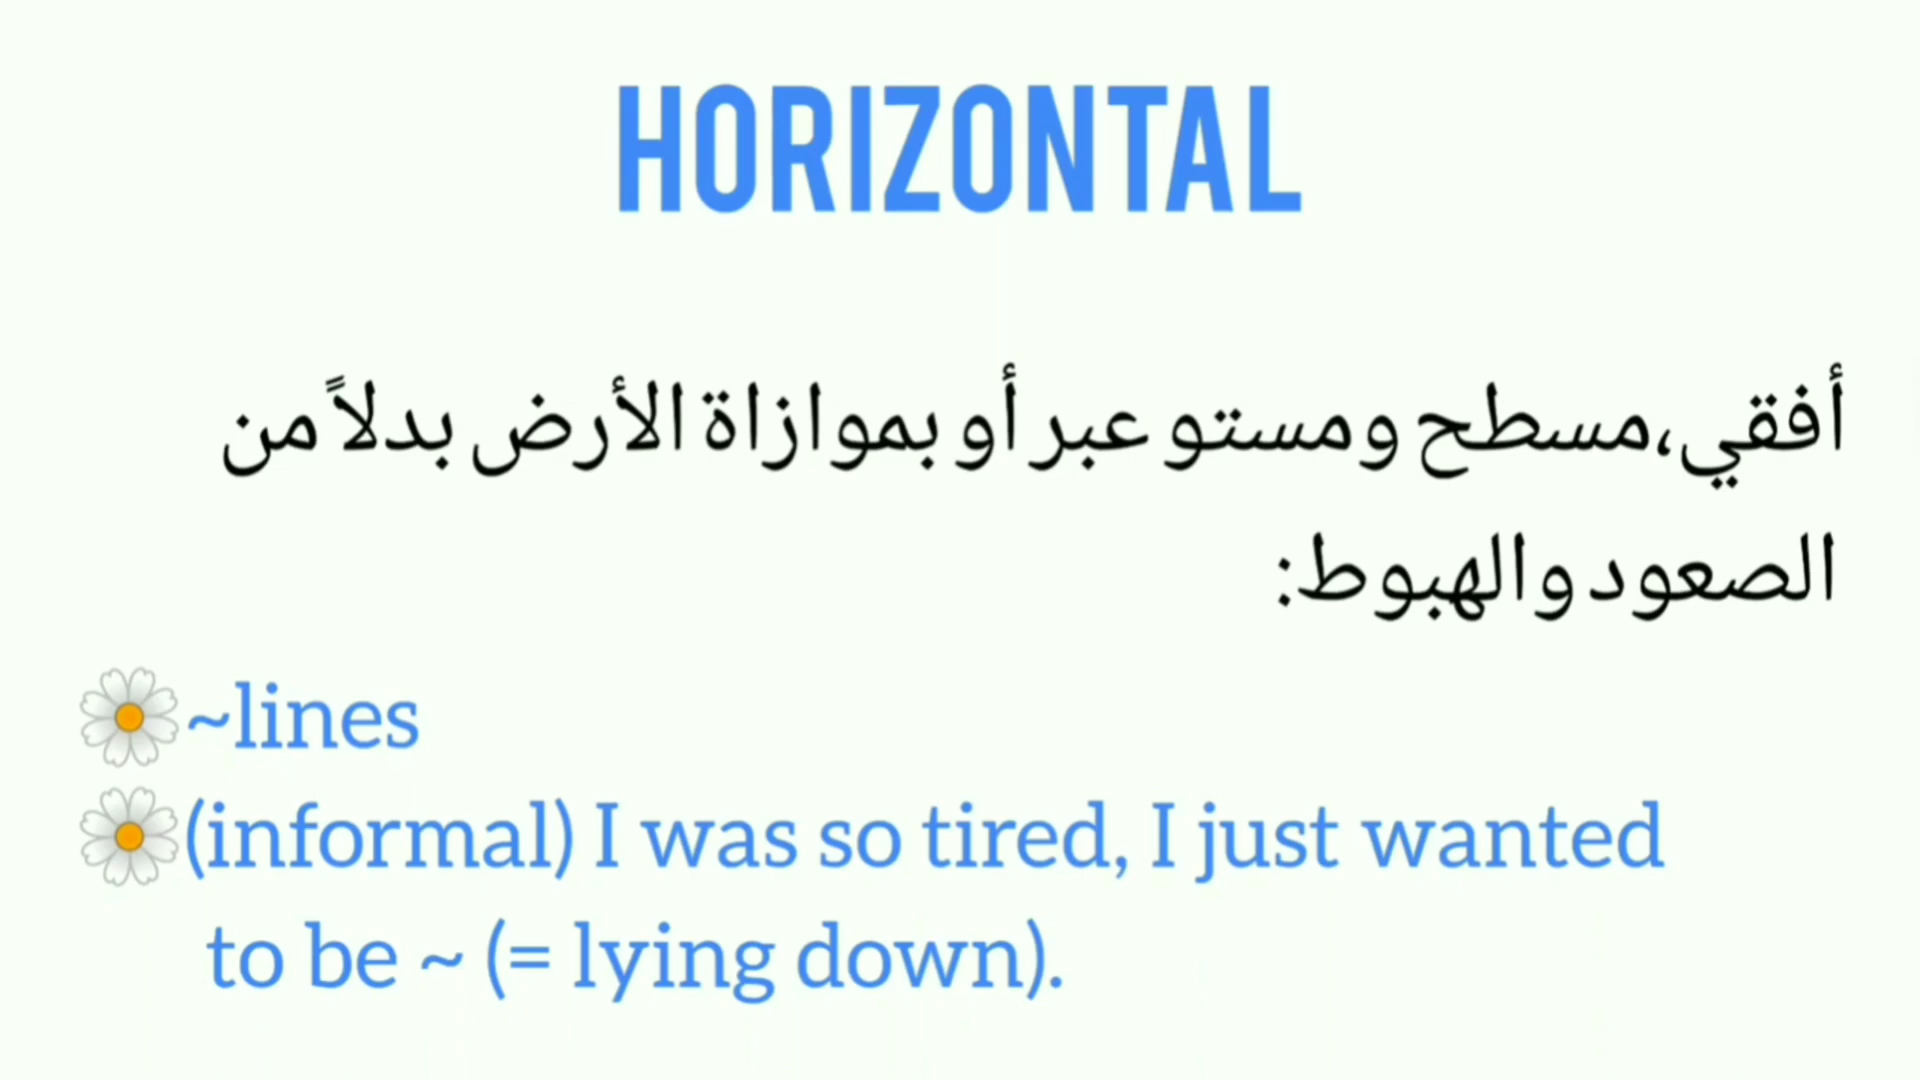 HORIZONTAL
أفقي،مسطح ومستو عبر أو بموازاة الأرض بدلاً من
الصعود والهبوط:
~lines
(informal) I was so tired, I just wanted
to be ~ (= lying down).